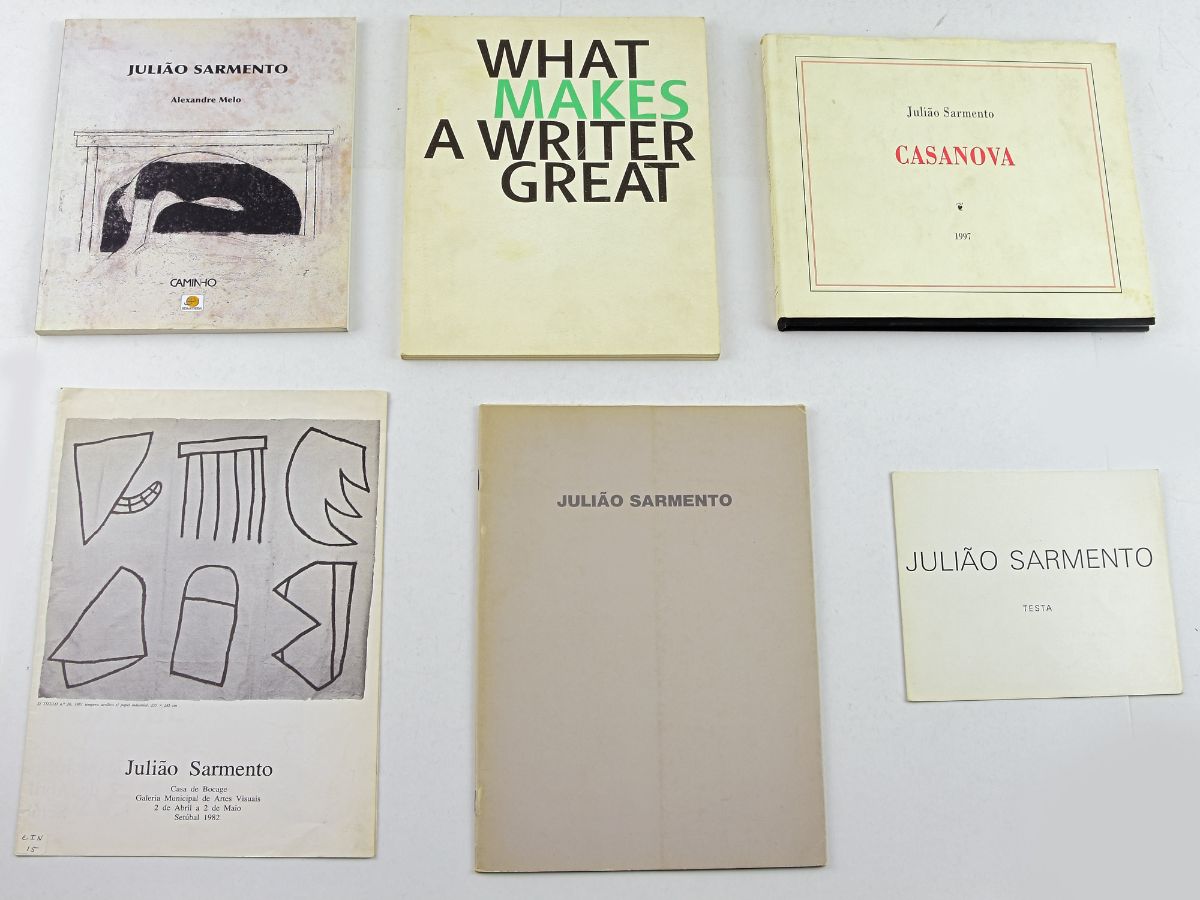 JULIÃO SARMENTO
Alexandre Melo
CAMINHO
WHAT
MAKES
A WRITER
GREAT
Julião Sarmento
CASANOVA
1997
Julião Sarmento
Casa de Bocage
Galeria Municipal de Artes Visuais
2 de Abril a 2 de Maio
Setúbal 1982
JULIÃO SARMENTO
JULIÃO SARMENTO
TESTA